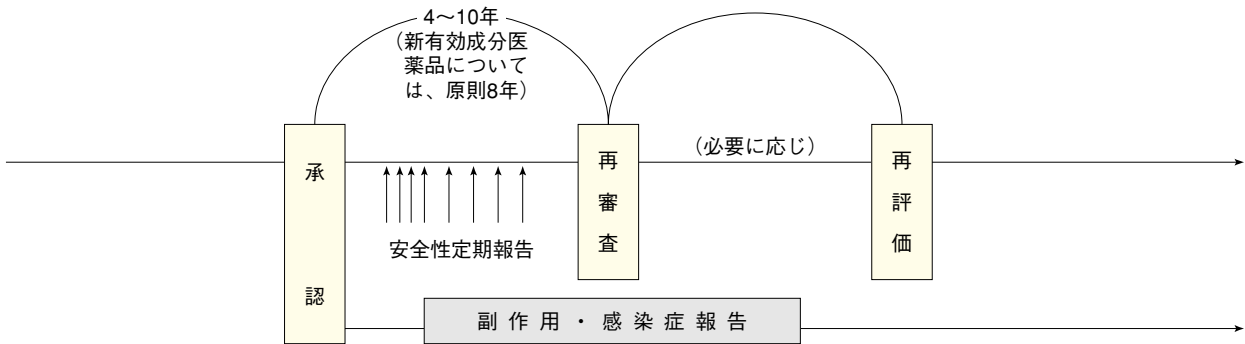 4〜10年
（新有効成分医
薬品について
は、原則8年）
承認
再審査
（必要に応じ）
再評価
安全性定期報告
副作用・感染症報告